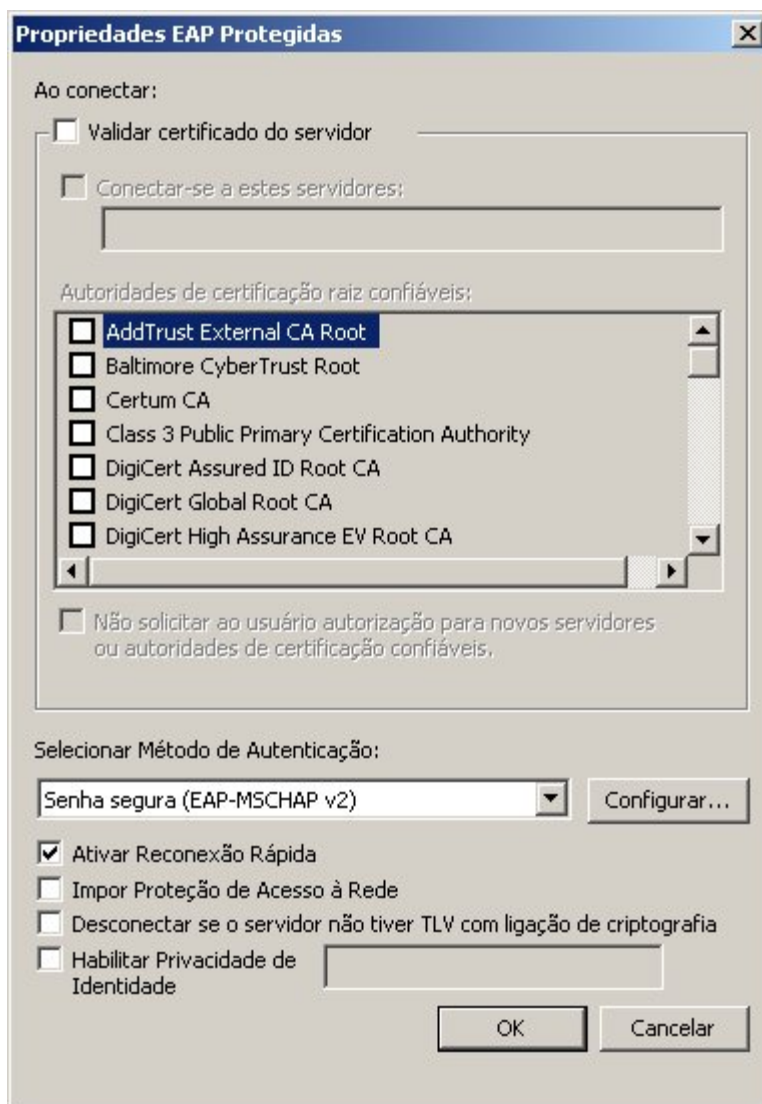 Propriedades EAP Protegidas
Ao conectar:
Validar certificado do servidor
Conectar-se a estes servidores:
Autoridades de certificação raiz confiáveis:
AddTrust External CA Root
Baltimore CyberTrust Root
Certum CA
Class 3 Public Primary Certification Authority
DigiCert Assured ID Root CA
DigiCert Global Root CA
DigiCert High Assurance EV Root CA
Não solicitar ao usuário autorização para novos servidores
ou autoridades de certificação confiáveis.
Selecionar Método de Autenticação:
Senha segura (EAP-MSCHAP v2)
Configurar...
Ativar Reconexão Rápida
Impor Proteção de Acesso à Rede
Desconectar se o servidor não tiver TLV com ligação de criptografia
Habilitar Privacidade de
Identidade
OK
Cancelar